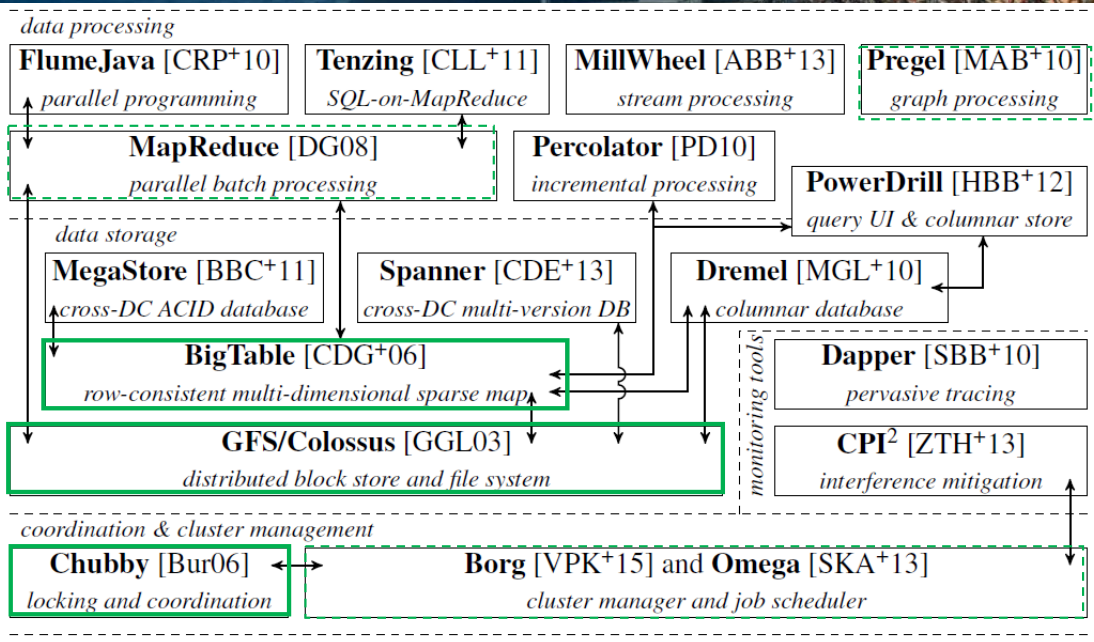 data processing
FlumeJava [CRP+10]
parallel programming
Tenzing [CLL+11]
SQL-on-MapReduce
MillWheel [ABB+13]
stream processing
Pregel [MAB+10]
graph processing
MapReduce [DG08]
parallel batch processing
Percolator [PD10]
incremental processing
PowerDrill [HBB+12]
query UI & columnar store
data storage
MegaStore [BBC+11]
cross-DC ACID database
Spanner [CDE+13]
cross-DC multi-version DB
Dremel [MGL+10]
columnar database
BigTable [CDG+06]
row-consistent multi-dimensional sparse map
GFS/Colossus [GGL03]
distributed block store and file system
monitoring tools
Dapper [SBB+10]
pervasive tracing
CPI² [ZTH+13]
interference mitigation
coordination & cluster management
Chubby [Bur06]
locking and coordination
Borg [VPK+15] and Omega [SKA+13]
cluster manager and job scheduler